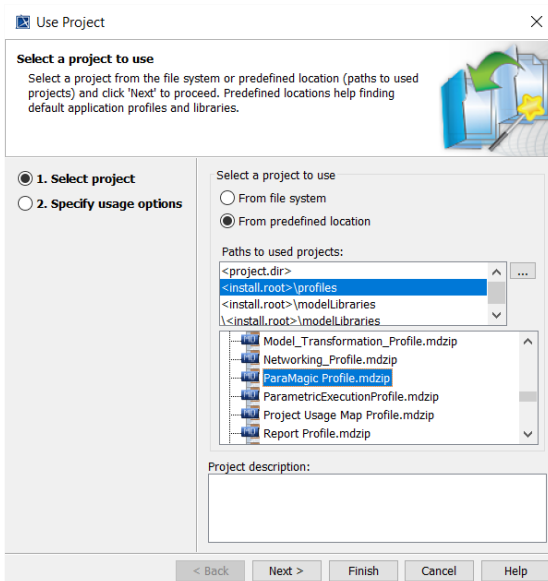 Use Project
Select a project to use
Select a project from the file system or predefined location (paths to used
projects) and click 'Next' to proceed. Predefined locations help finding
default application profiles and libraries.
1. Select project
2. Specify usage options
Select a project to use
From file system
From predefined location
Paths to used projects:
<project.dir>
...
<install.root>\profiles
<install.root>\modelLibraries
\<install.root>\modelLibraries
Model_Transformation_Profile.mdzip
Networking_Profile.mdzip
ParaMagic Profile.mdzip
ParametricExecutionProfile.mdzip
Project Usage Map Profile.mdzip
Report Profile.mdzip
Project description:
< Back Next > Finish Cancel Help